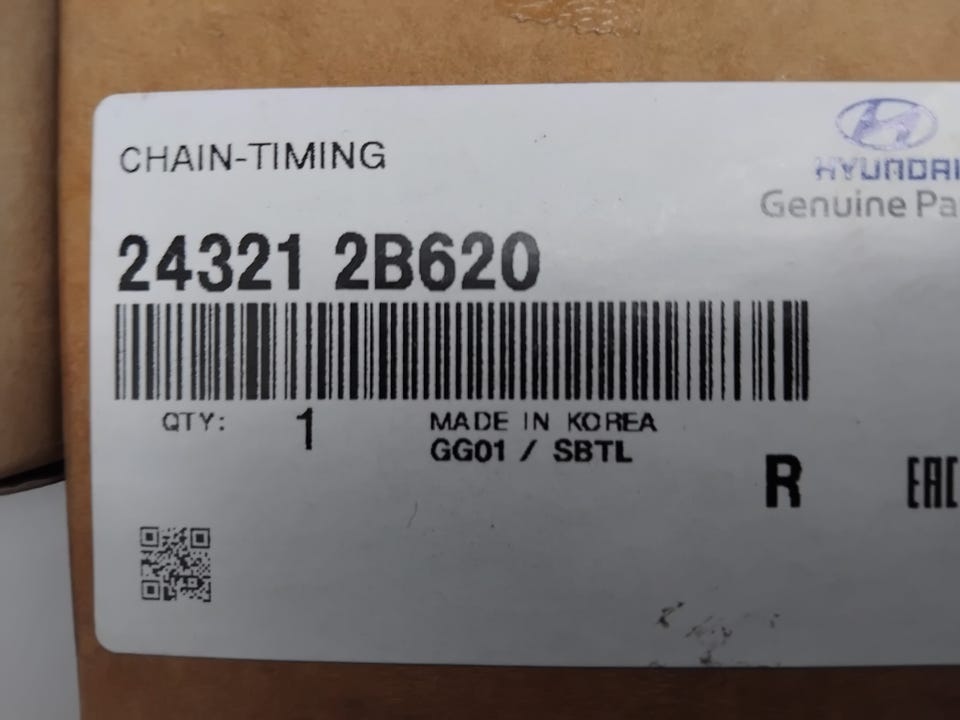 CHAIN-TIMING
HYUNDAI
Genuine Pa
24321 2B620
QTY: 1
MADE IN KOREA
GG01 / SBTL
R
EAC